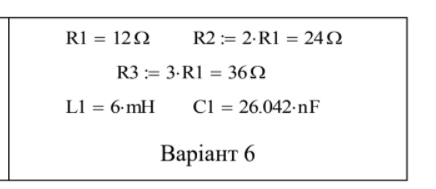 R1 = 12Ω R2 := 2·R1 = 24Ω
R3 := 3·R1 = 36Ω
L1 = 6·mH C1 = 26.042·nF
Варіант 6